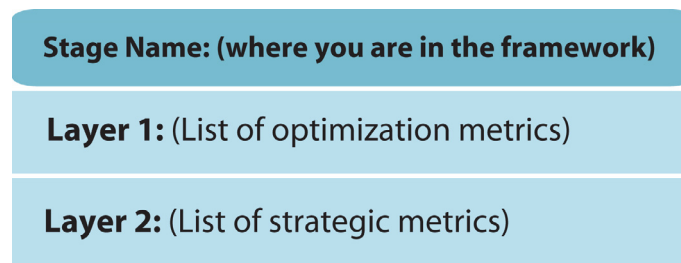 Stage Name: (where you are in the framework)
Layer 1: (List of optimization metrics)
Layer 2: (List of strategic metrics)